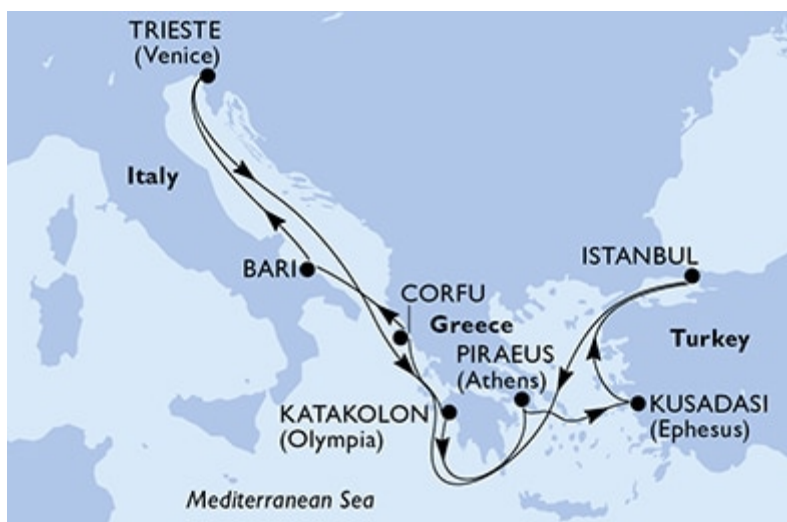 TRIESTE
(Venice)
Italy
BARI
ISTANBUL
CORFU
Greece
PIRAEUS
(Athens)
Turkey
KATAKOLON
(Olympia)
KUSADASI
(Ephesus)
Mediterranean Sea